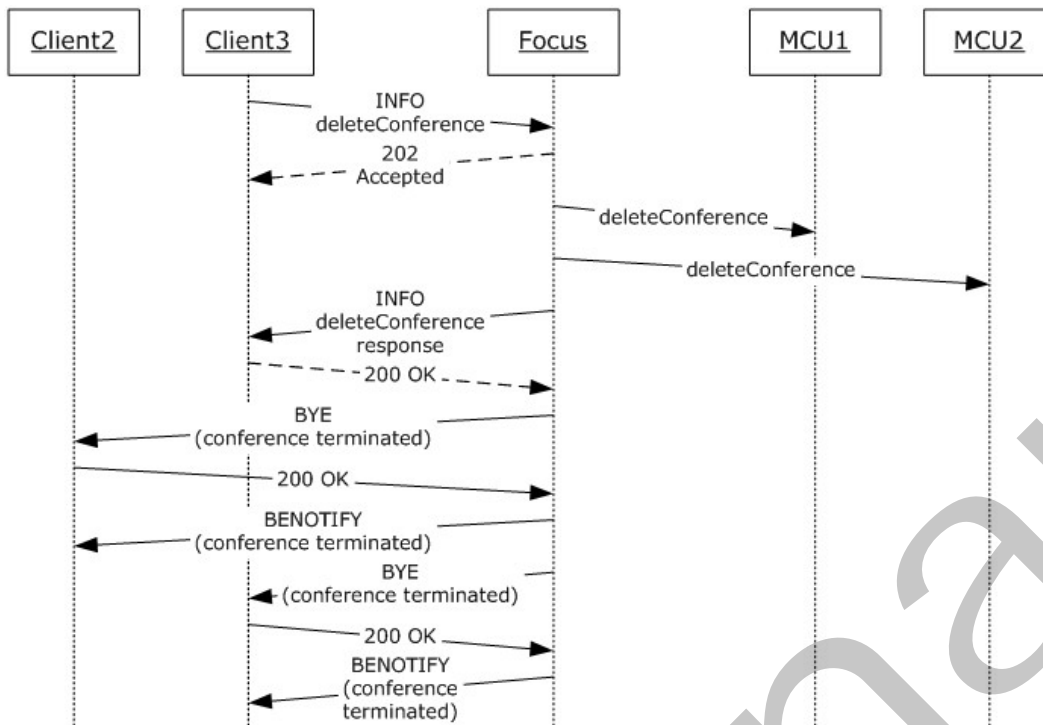 Client2
Client3
Focus
MCU1
MCU2
INFO
deleteConference
202
Accepted
deleteConference
deleteConference
INFO
deleteConference
response
200 OK
BYE
(conference terminated)
200 OK
BENOTIFY
(conference terminated)
BYE
(conference terminated)
200 OK
BENOTIFY
(conference
terminated)